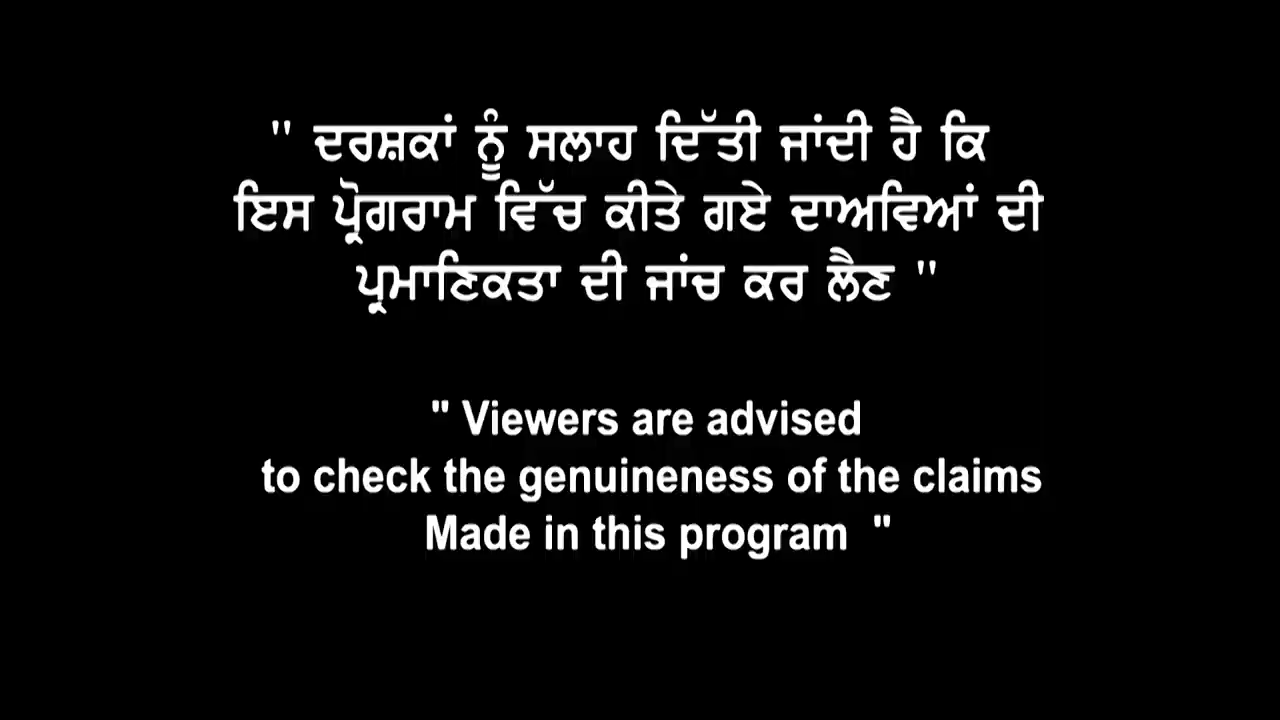 " ਦਰਸ਼ਕਾਂ ਨੂੰ ਸਲਾਹ ਦਿੱਤੀ ਜਾਂਦੀ ਹੈ ਕਿ
ਇਸ ਪ੍ਰੋਗਰਾਮ ਵਿੱਚ ਕੀਤੇ ਗਏ ਦਾਅਵਿਆਂ ਦੀ
ਪ੍ਰਮਾਣਿਕਤਾ ਦੀ ਜਾਂਚ ਕਰ ਲੈਣ "
" Viewers are advised
to check the genuineness of the claims
Made in this program "